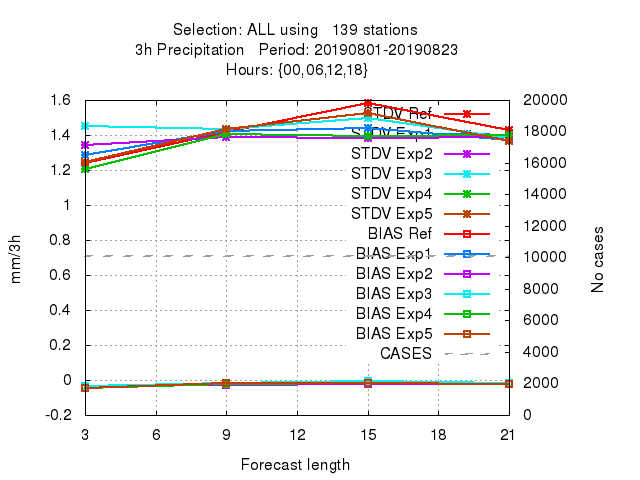 Selection: ALL using   139 stations
3h Precipitation   Period: 20190801-20190823
Hours: {00,06,12,18}
1.6
1.4
1.2
1
0.8
0.6
0.4
0.2
0
-0.2
mm/3h
STDV Ref
STDV Exp1
STDV Exp2
STDV Exp3
STDV Exp4
STDV Exp5
BIAS Ref
BIAS Exp1
BIAS Exp2
BIAS Exp3
BIAS Exp4
BIAS Exp5
CASES
20000
18000
16000
14000
12000
10000
8000
6000
4000
2000
0
No cases
3 6 9 12 15 18 21
Forecast length